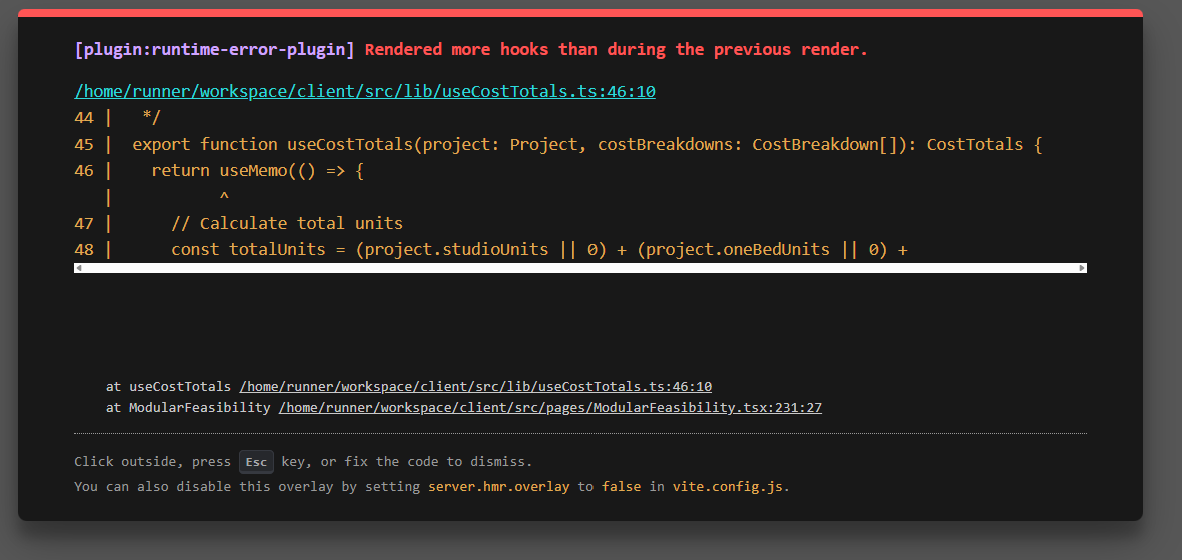 [plugin:runtime-error-plugin] Rendered more hooks than during the previous render.
/home/runner/workspace/client/src/lib/useCostTotals.ts:46:10
44 |   */
45 |  export function useCostTotals(project: Project, costBreakdowns: CostBreakdown[]): CostTotals {
46 |    return useMemo(() => {
   |           ^
47 |      // Calculate total units
48 |      const totalUnits = (project.studioUnits || 0) + (project.oneBedUnits || 0) +
at useCostTotals /home/runner/workspace/client/src/lib/useCostTotals.ts:46:10
at ModularFeasibility /home/runner/workspace/client/src/pages/ModularFeasibility.tsx:231:27
Click outside, press Esc key, or fix the code to dismiss.
You can also disable this overlay by setting server.hmr.overlay to false in vite.config.js.